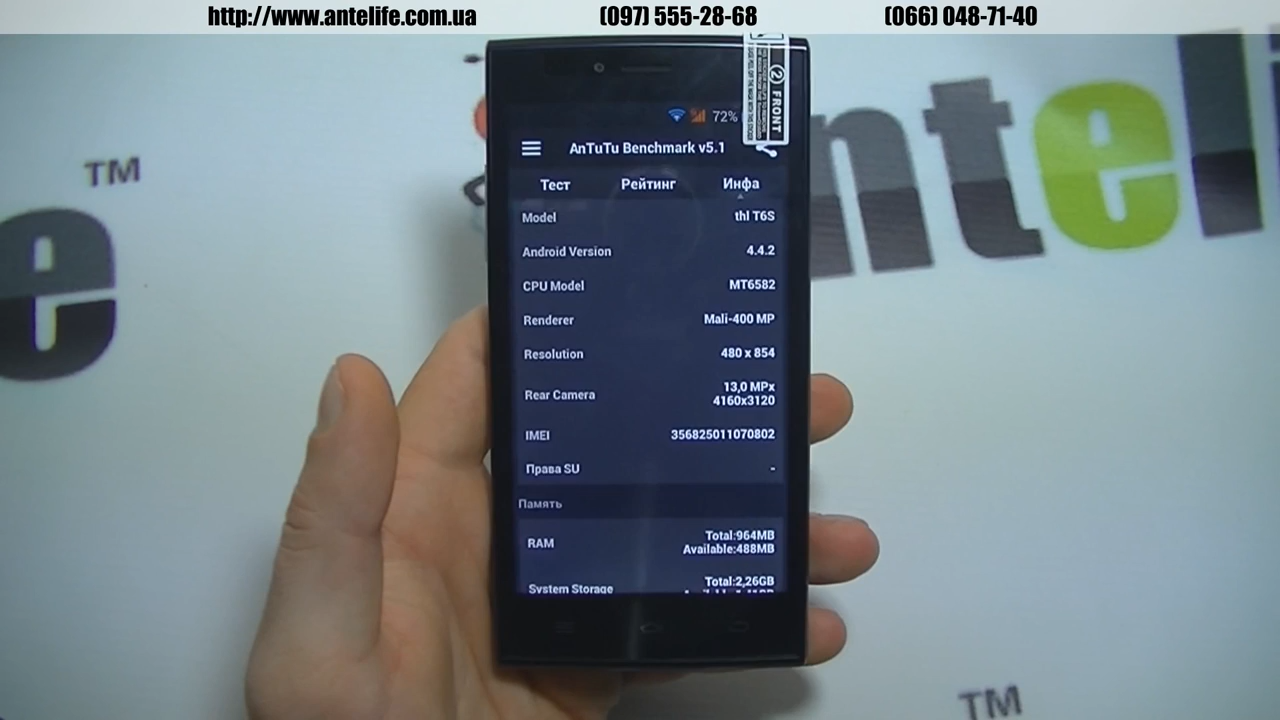 http://www.antelife.com.ua (097) 555-28-68 (066) 048-71-40
2 FRONT
72%
AnTuTu Benchmark v5.1
Тест Рейтинг Инфа
Model thl T6S
Android Version 4.4.2
CPU Model MT6582
Renderer Mali-400 MP
Resolution 480 x 854
Rear Camera 13,0 MPx
4160x3120
IMEI 356825011070802
Права SU -
Память
RAM Total:964MB
Available:488MB
System Storage Total:2,26GB
TM
e
antel
TM